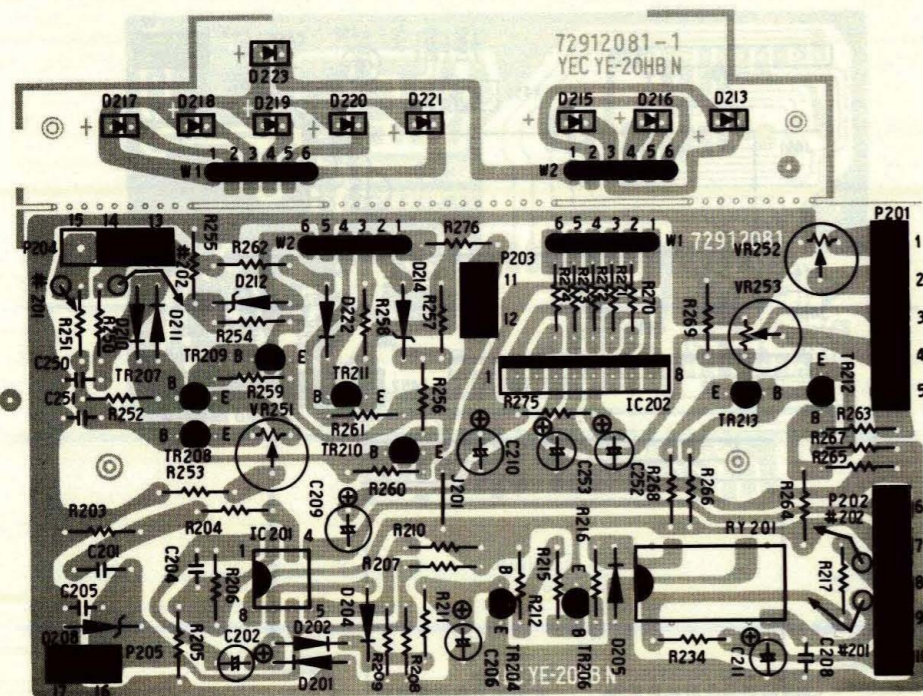 72912081-1
YEC YE-20HB N
D223
D217 D218 D219 D220 D221 D215 D216 D213
1 2 3 4 5 6
W1
1 2 3 4 5 6
W2
P201
15 14 13
P204
R255
R262
W2
6 5 4 3 2 1
R276
6 5 4 3 2 1
W1
72912081
VR252
1
#202
D212
D214
P203
11
12
#201
R254
D222
R258
R257
R270
R269
VR253
2
3
4
5
R251
R250
D211
C250
TR209
B E
R259
TR207
TR211
B E
R256
1
8
IC202
TR212
C251
R252
B E
VR251
R261
R275
E B
TR213
B
R263
R267
R265
TR208
B E
TR210
B E
C210
C253
C252
R268
R266
R253
R260
J201
R264
P202
#202
C209
R203
R204
IC201
1 4
R210
R216
RY201
6
7
C201
C204
R206
R207
R215
R217
C205
8 5
D204
R211
B
E
R212
E
B
D205
9
D208
P205
R205
C202
D202
D201
R209
R208
C206
TR204
TR206
R234
C211
C208
#201
17 16
C YE-20HB N